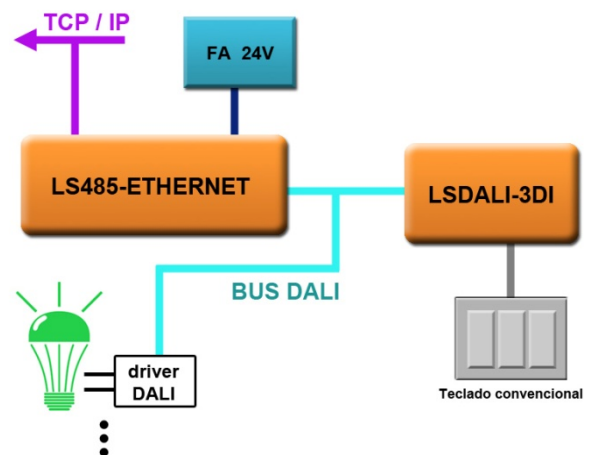 TCP / IP
FA 24V
LS485-ETHERNET
LSDALI-3DI
BUS DALI
driver
DALI
Teclado convencional